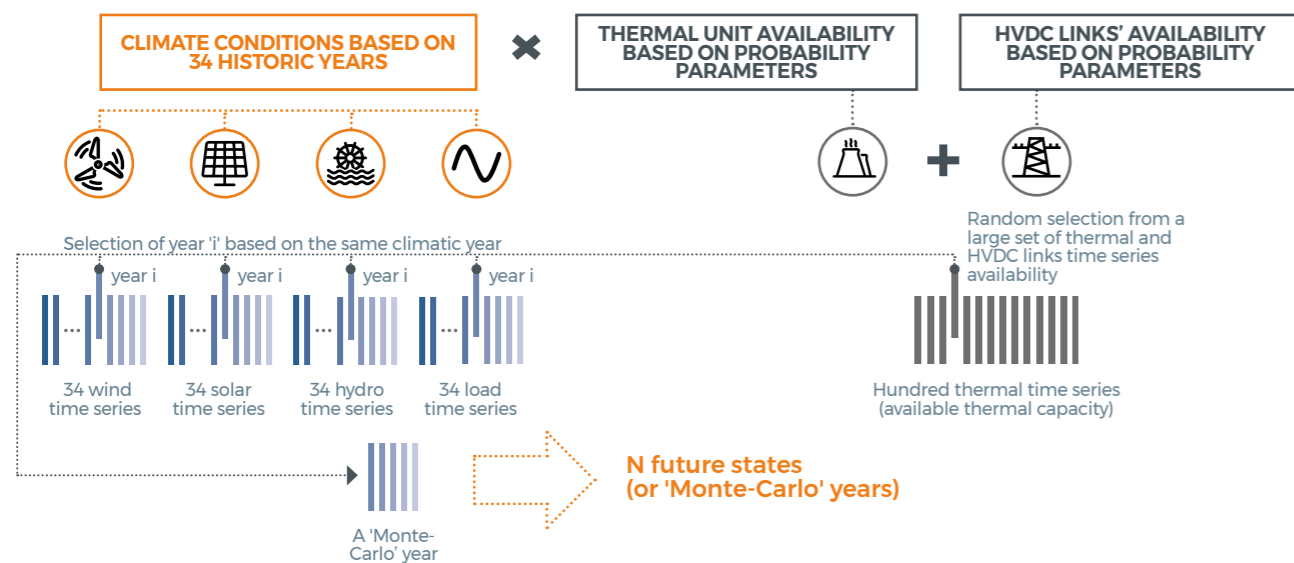 CLIMATE CONDITIONS BASED ON
34 HISTORIC YEARS
THERMAL UNIT AVAILABILITY
BASED ON PROBABILITY
PARAMETERS
HVDC LINKS’ AVAILABILITY
BASED ON PROBABILITY
PARAMETERS
Selection of year 'i' based on the same climatic year
Random selection from a
large set of thermal and
HVDC links time series
availability
year i
year i
year i
year i
...
...
...
...
34 wind
time series
34 solar
time series
34 hydro
time series
34 load
time series
Hundred thermal time series
(available thermal capacity)
A 'Monte-
Carlo’ year
N future states
(or 'Monte-Carlo' years)